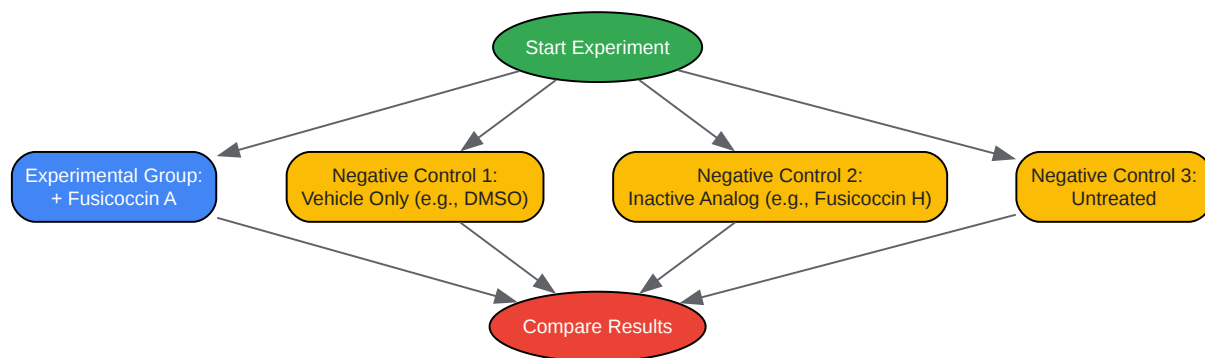 Start Experiment
Experimental Group:
+ Fusicoccin A
Negative Control 1:
Vehicle Only (e.g., DMSO)
Negative Control 2:
Inactive Analog (e.g., Fusicoccin H)
Negative Control 3:
Untreated
Compare Results